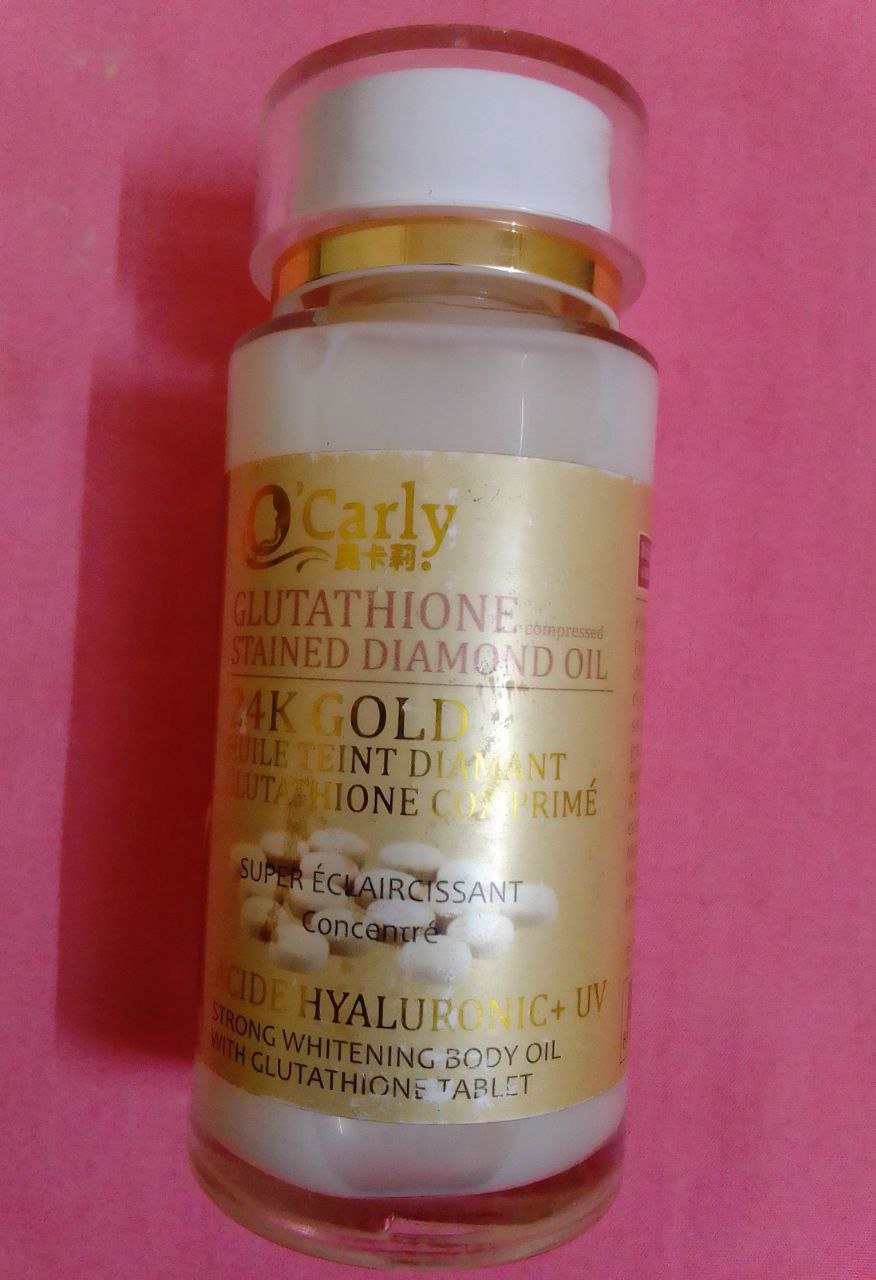 O'Carly
奥卡莉
GLUTATHIONE compressed
STAINED DIAMOND OIL
24K GOLD
HUILE TEINT DIAMANT
GLUTATHIONE COMPRIMÉ
SUPER ÉCLAIRCISSANT
Concentré
ACIDE HYALURONIC+ UV
STRONG WHITENING BODY OIL
WITH GLUTATHIONE TABLET